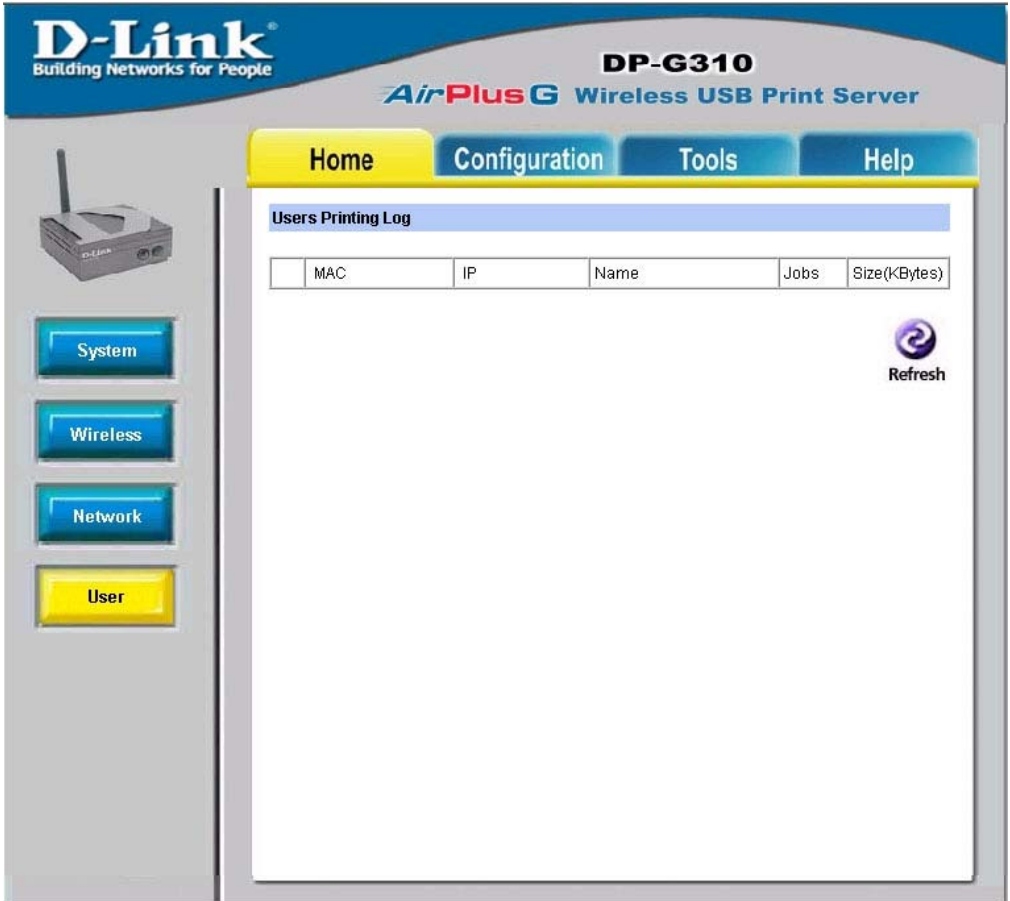 D-Link®
Building Networks for People
DP-G310
AirPlus G Wireless USB Print Server
Home Configuration Tools Help
D-Link
Users Printing Log
MAC IP Name Jobs Size(KBytes)
Refresh
System
Wireless
Network
User